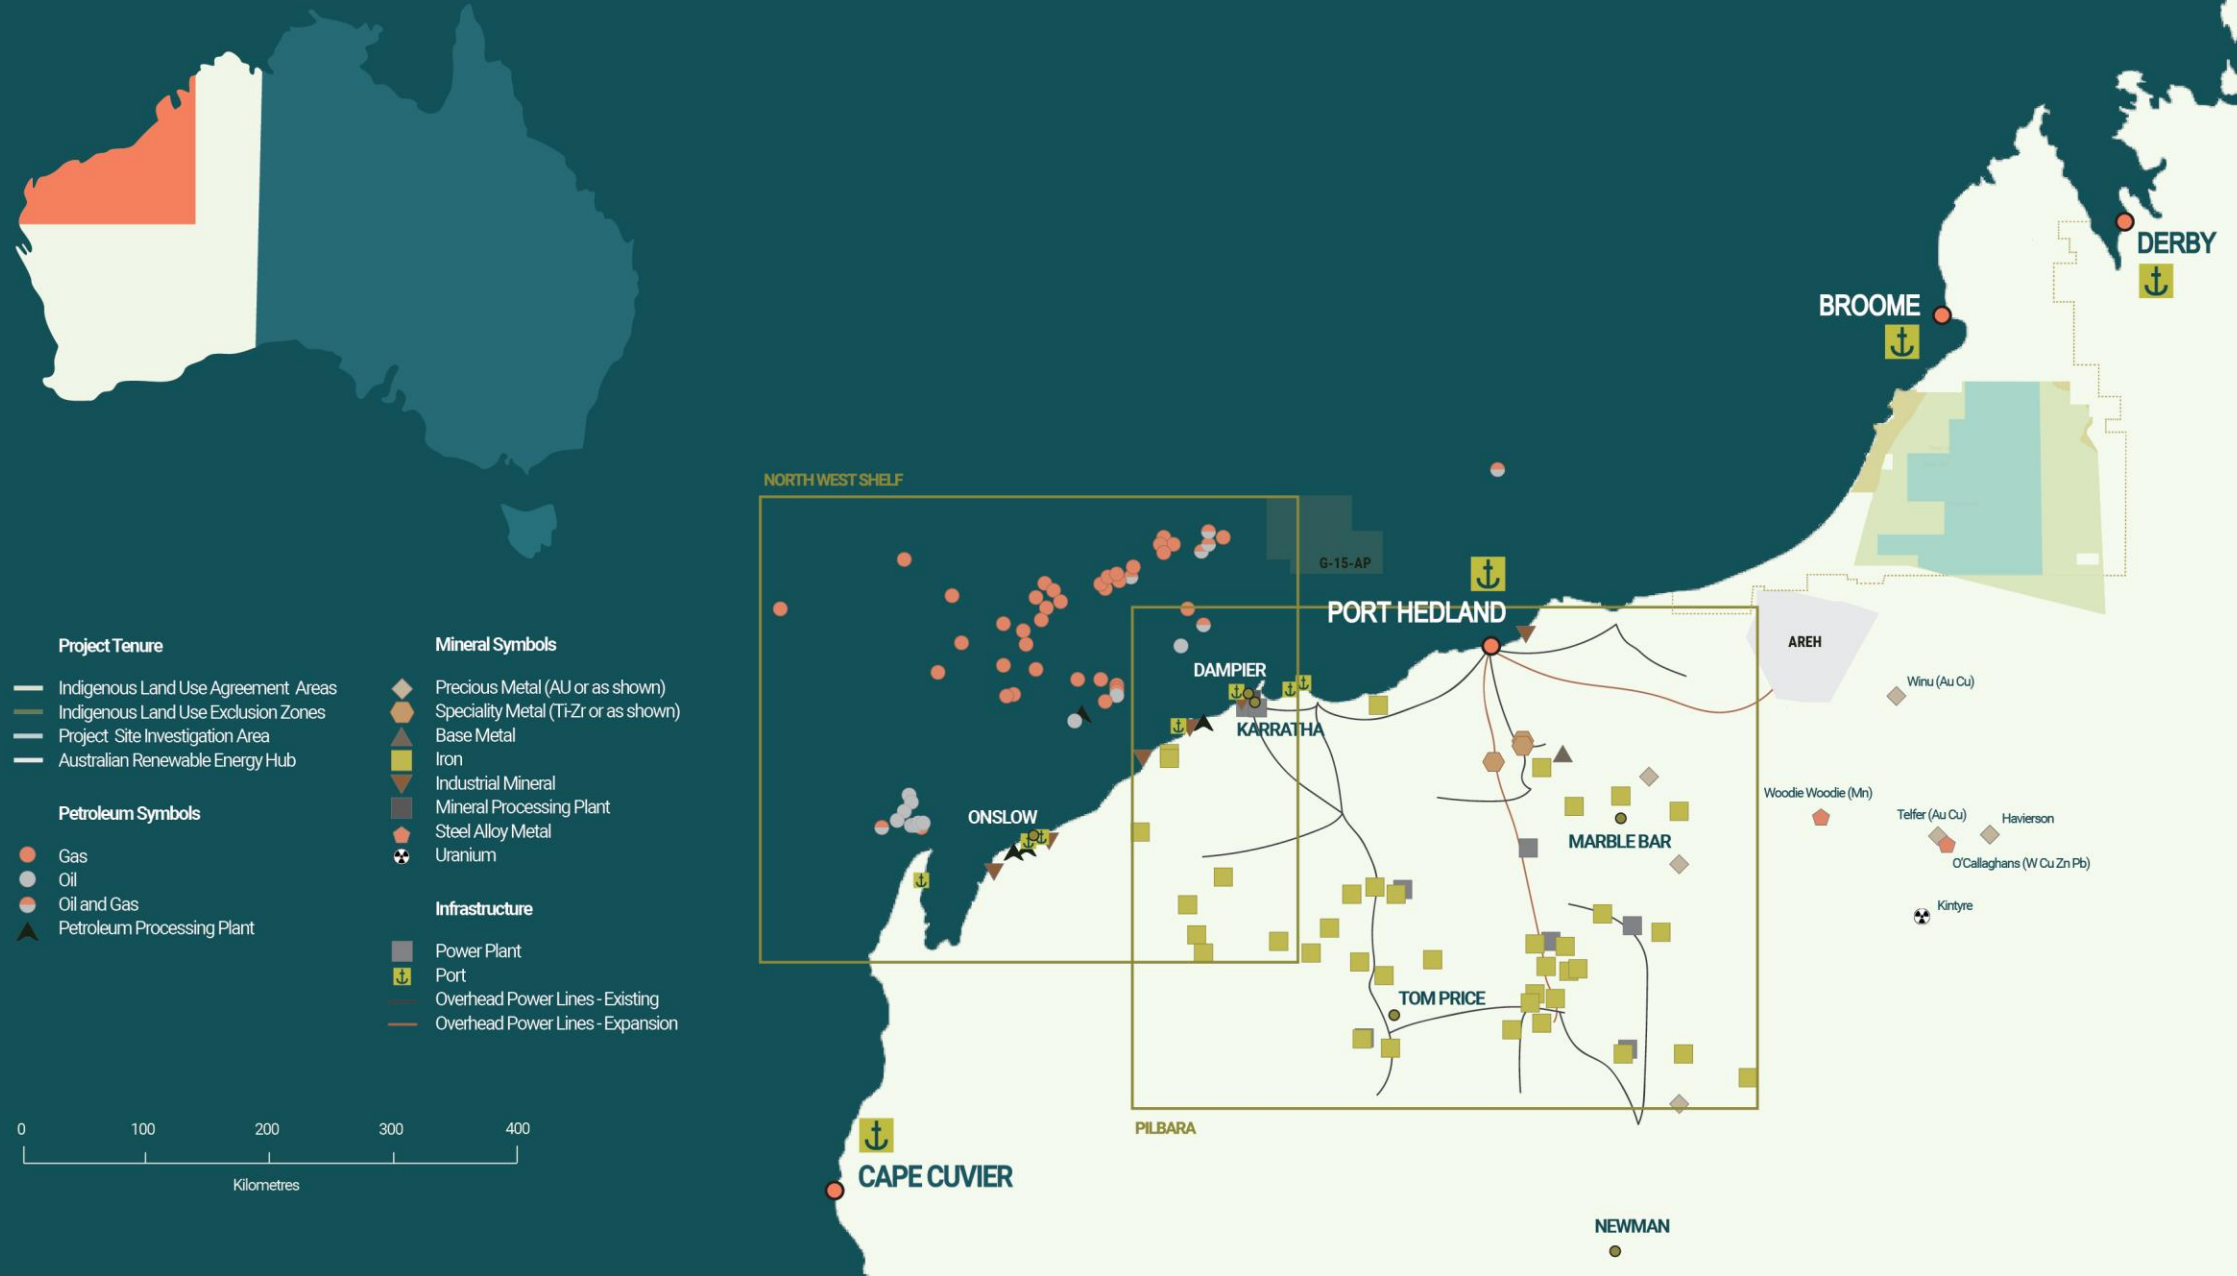 DERBY
BROOME
NORTH WEST SHELF
G-15-AP
PORT HEDLAND
AREH
DAMPIER
KARRATHA
Winu (Au Cu)
Woodie Woodie (Mn)
Telfer (Au Cu)
Havierson
O'Callaghans (W Cu Zn Pb)
Kintyre
ONSLOW
MARBLE BAR
TOM PRICE
PILBARA
CAPE CUVIER
NEWMAN
Project Tenure
Indigenous Land Use Agreement Areas
Indigenous Land Use Exclusion Zones
Project Site Investigation Area
Australian Renewable Energy Hub
Petroleum Symbols
Gas
Oil
Oil and Gas
Petroleum Processing Plant
Mineral Symbols
Precious Metal (AU or as shown)
Speciality Metal (Ti-Zr or as shown)
Base Metal
Iron
Industrial Mineral
Mineral Processing Plant
Steel Alloy Metal
Uranium
Infrastructure
Power Plant
Port
Overhead Power Lines - Existing
Overhead Power Lines - Expansion
0 100 200 300 400
Kilometres